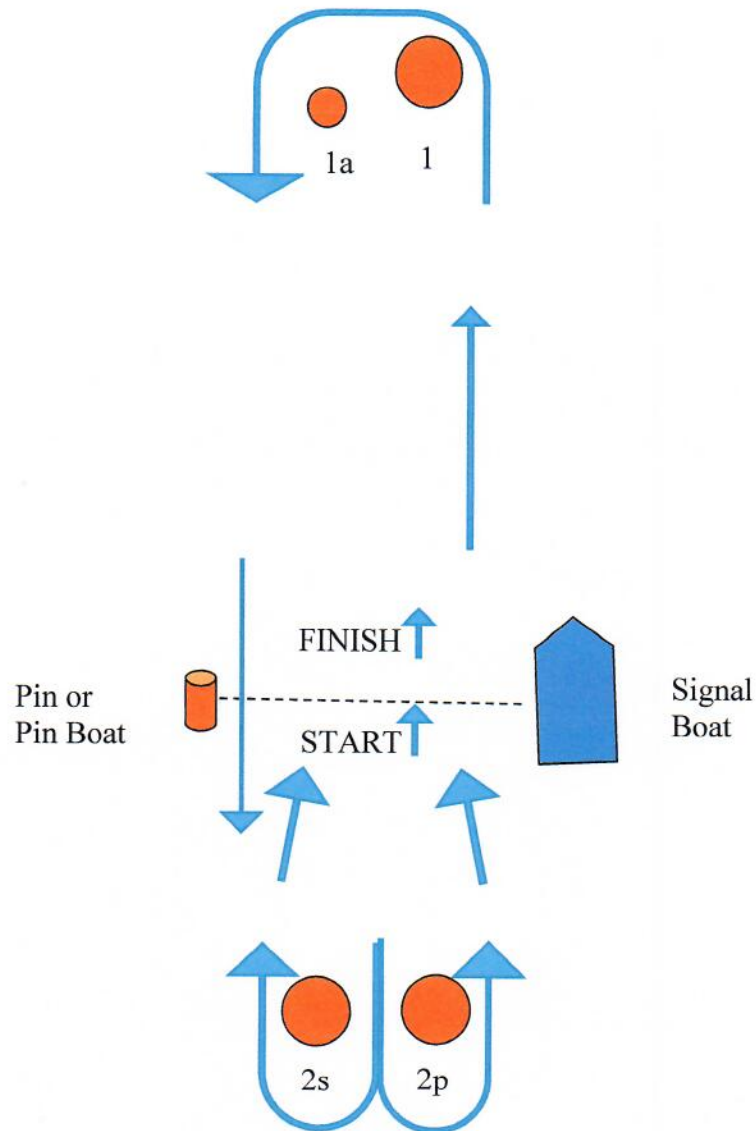 1a
1
FINISH
Pin or
Pin Boat
Signal
Boat
START
2s
2p